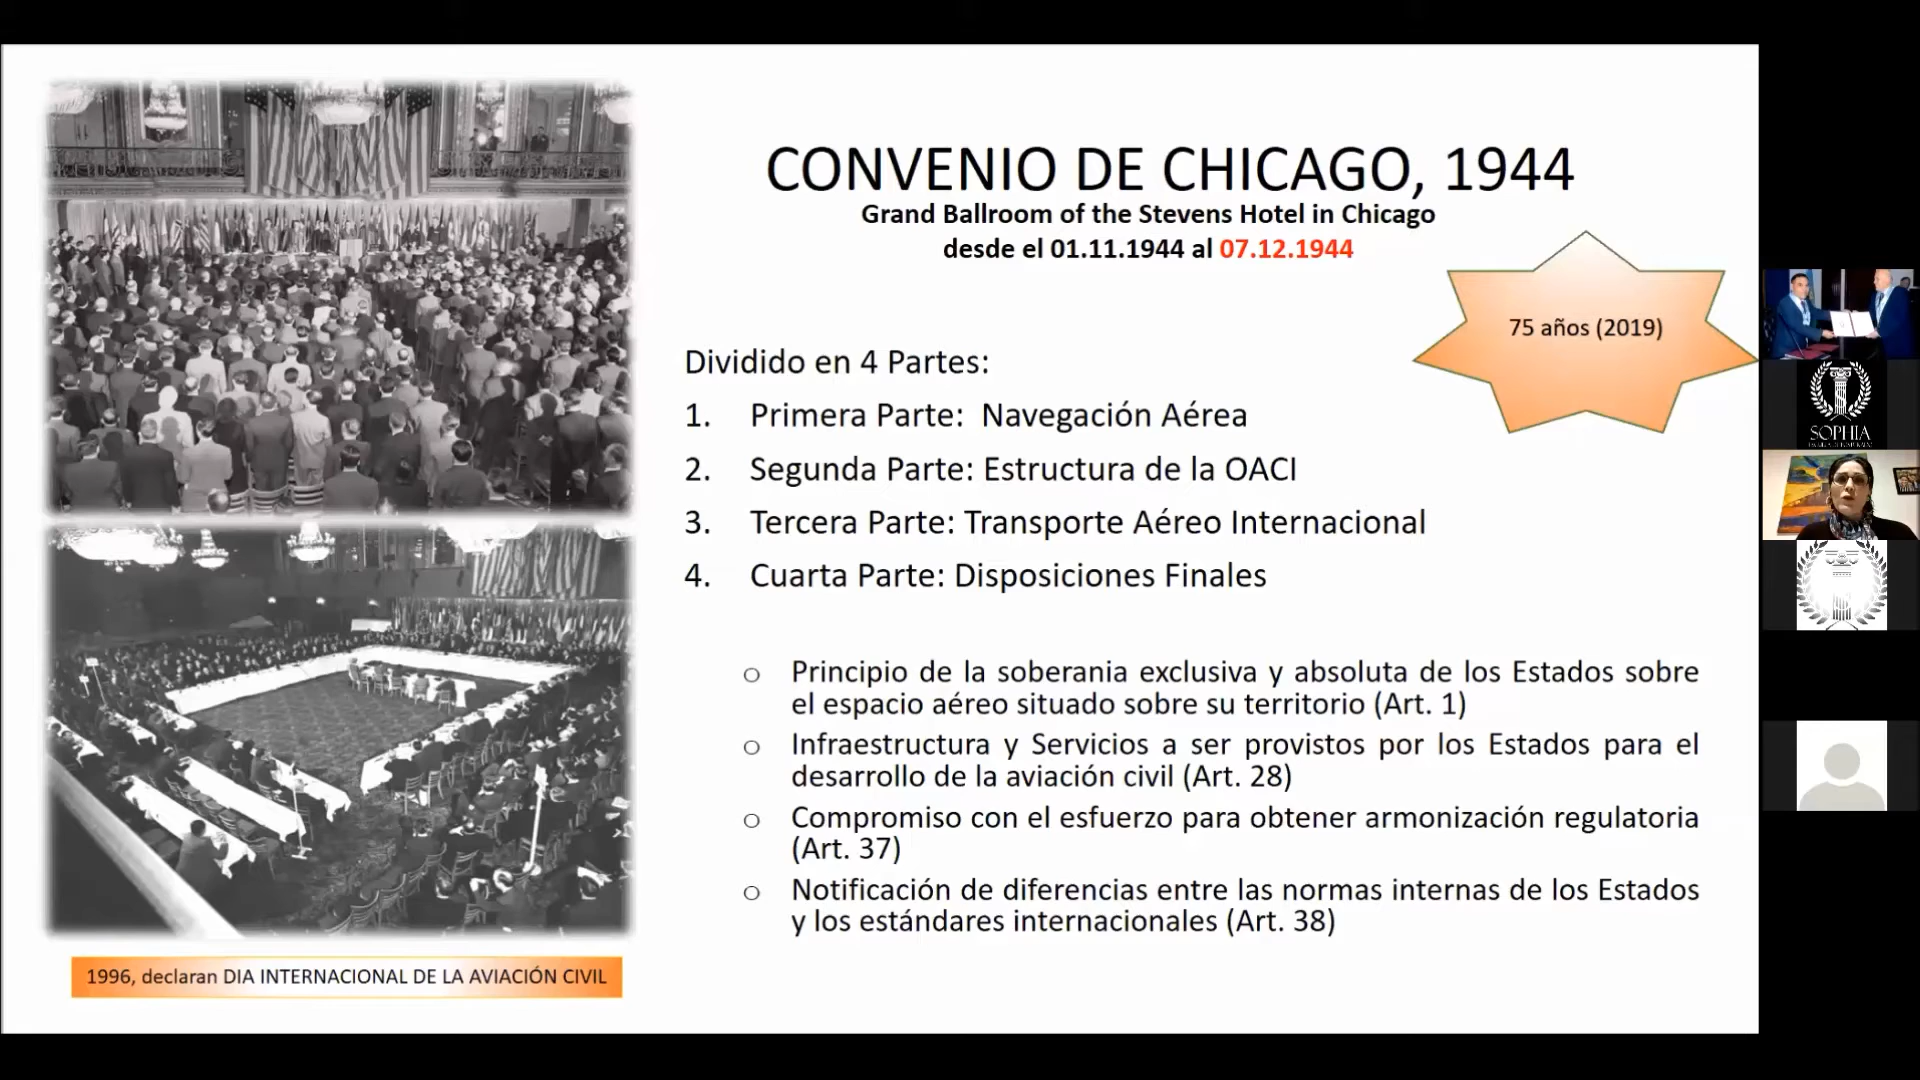 CONVENIO DE CHICAGO, 1944
Grand Ballroom of the Stevens Hotel in Chicago
desde el 01.11.1944 al 07.12.1944
75 años (2019)
Dividido en 4 Partes:
1. Primera Parte: Navegación Aérea
2. Segunda Parte: Estructura de la OACI
3. Tercera Parte: Transporte Aéreo Internacional
4. Cuarta Parte: Disposiciones Finales
o Principio de la soberania exclusiva y absoluta de los Estados sobre
el espacio aéreo situado sobre su territorio (Art. 1)
o Infraestructura y Servicios a ser provistos por los Estados para el
desarrollo de la aviación civil (Art. 28)
o Compromiso con el esfuerzo para obtener armonización regulatoria
(Art. 37)
o Notificación de diferencias entre las normas internas de los Estados
y los estándares internacionales (Art. 38)
1996, declaran DIA INTERNACIONAL DE LA AVIACIÓN CIVIL
SOPHIA